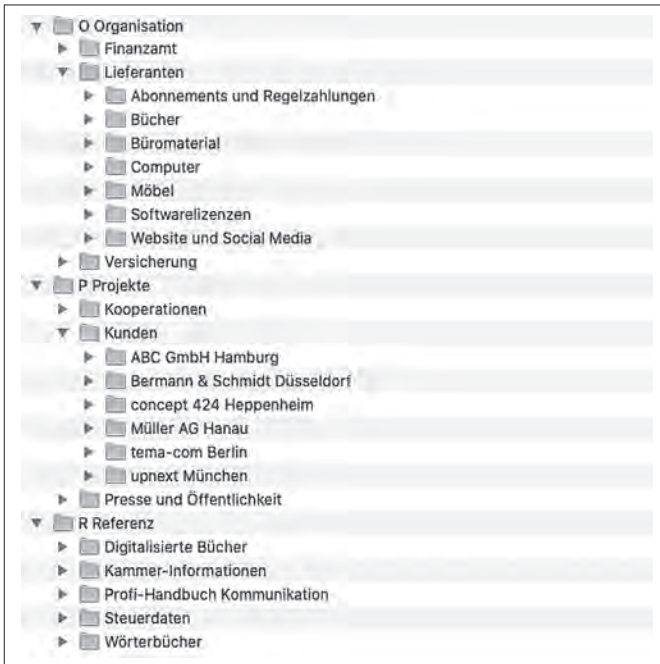 O Organisation
Finanzamt
Lieferanten
Abonnements und Regelzahlungen
Bücher
Büromaterial
Computer
Möbel
Softwarelizenzen
Website und Social Media
Versicherung
P Projekte
Kooperationen
Kunden
ABC GmbH Hamburg
Bermann & Schmidt Düsseldorf
concept 424 Heppenheim
Müller AG Hanau
tema-com Berlin
upnext München
Presse und Öffentlichkeit
R Referenz
Digitalisierte Bücher
Kammer-Informationen
Profi-Handbuch Kommunikation
Steuerdaten
Wörterbücher